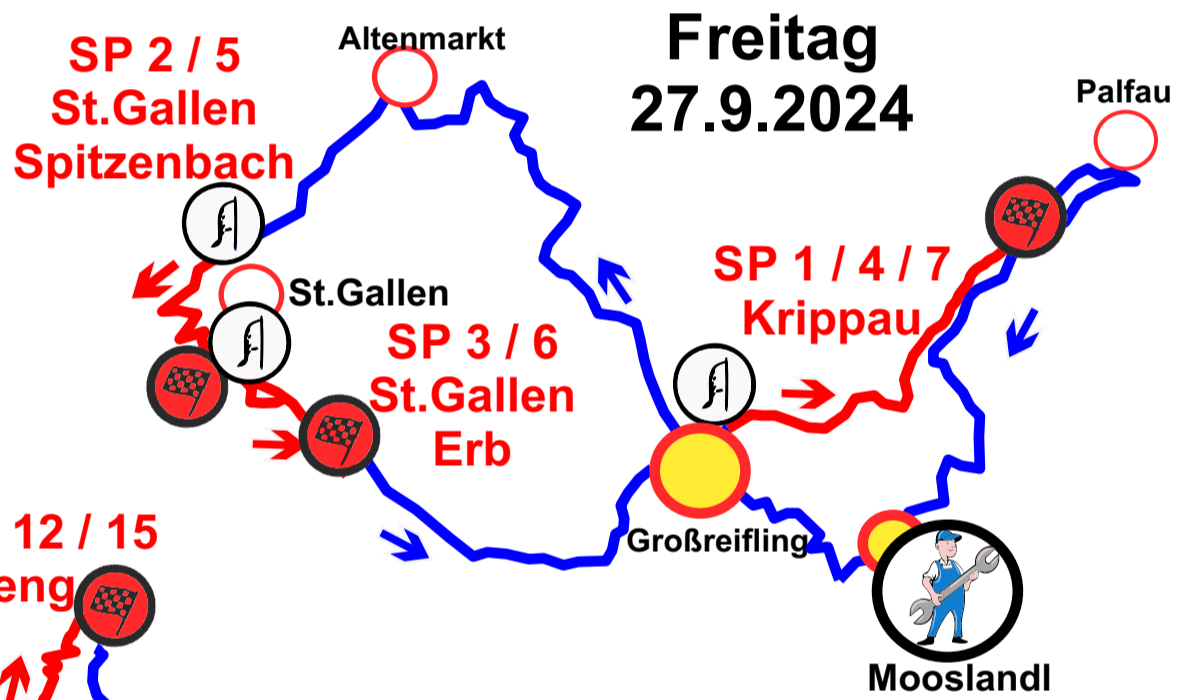 Freitag
27.9.2024
SP 2 / 5
St.Gallen
Spitzenbach
Altenmarkt
Palfau
St.Gallen
SP 3 / 6
St.Gallen
Erb
SP 1 / 4 / 7
Krippau
Großreifling
Mooslandl
12 / 15
eng